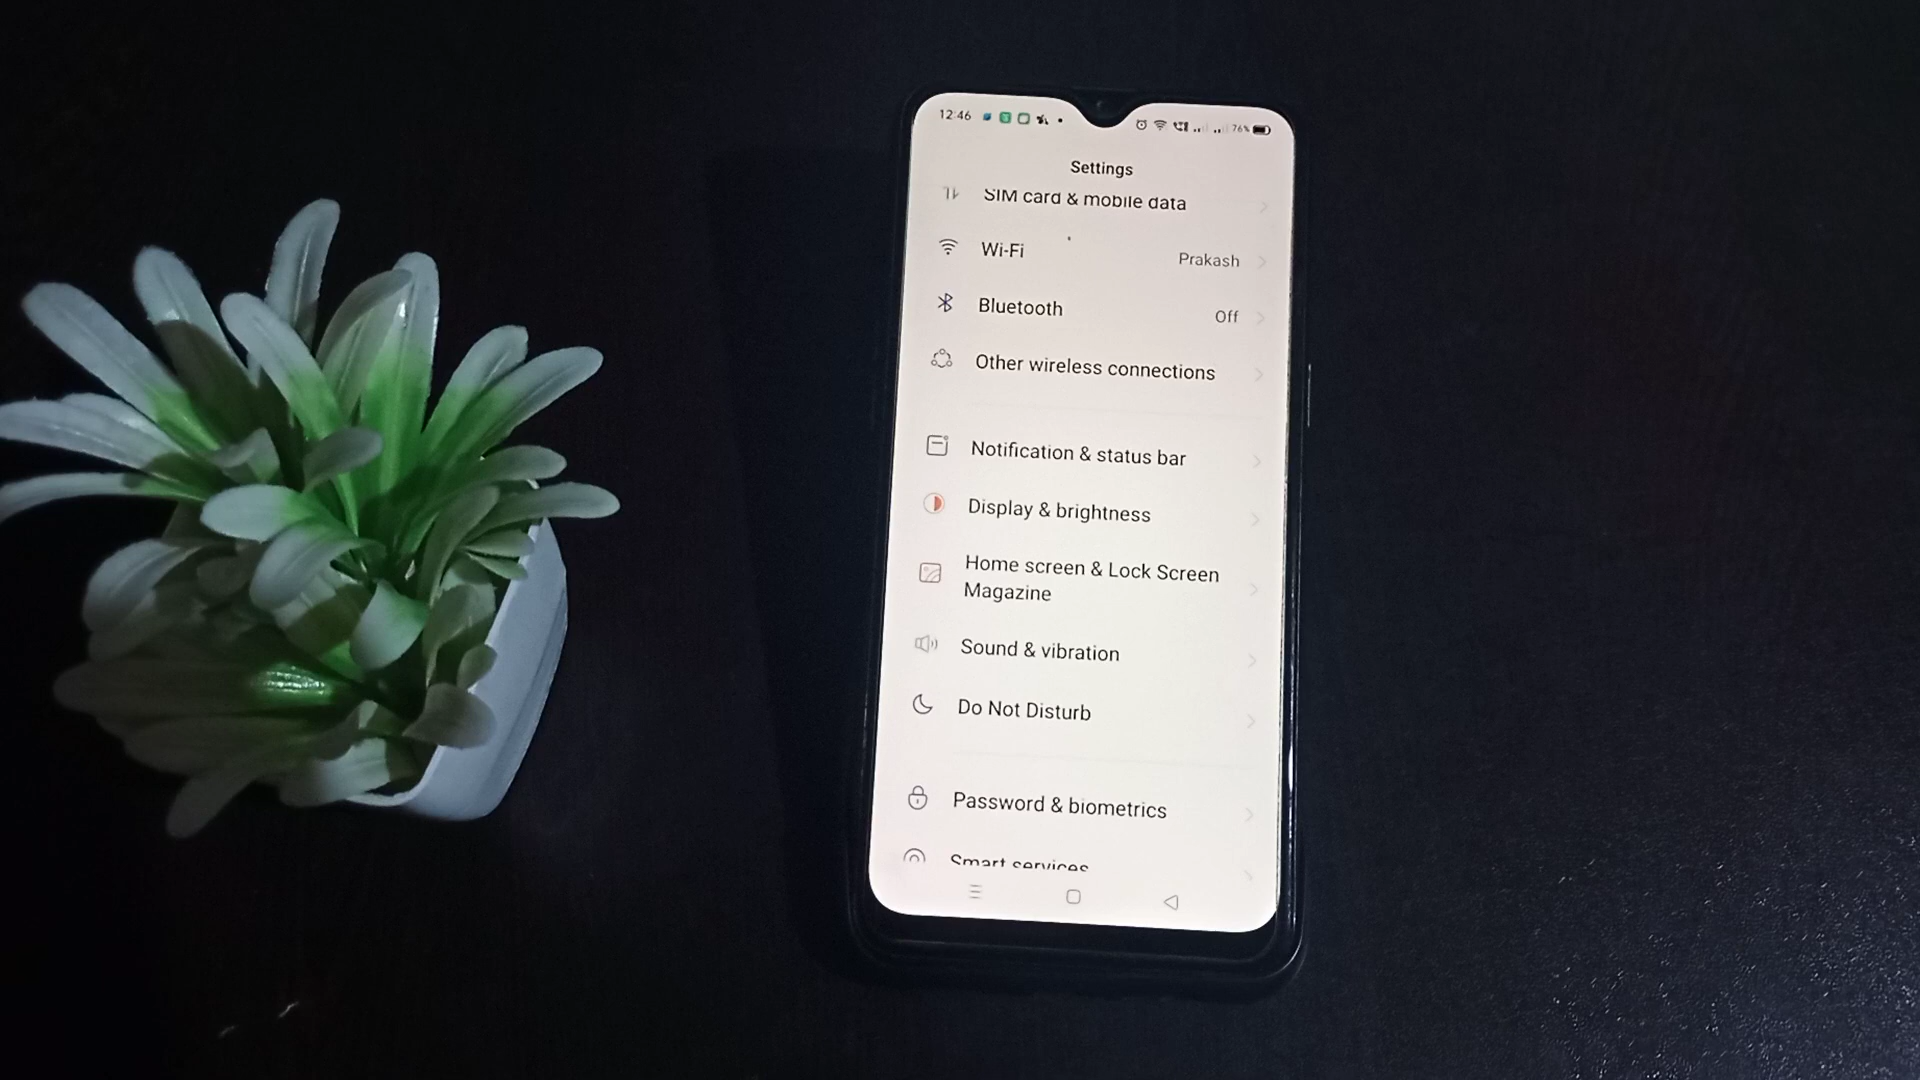 12:46
76%
Settings
SIM card & mobile data
Wi-Fi
Prakash
Bluetooth
Off
Other wireless connections
Notification & status bar
Display & brightness
Home screen & Lock Screen
Magazine
Sound & vibration
Do Not Disturb
Password & biometrics
Smart services